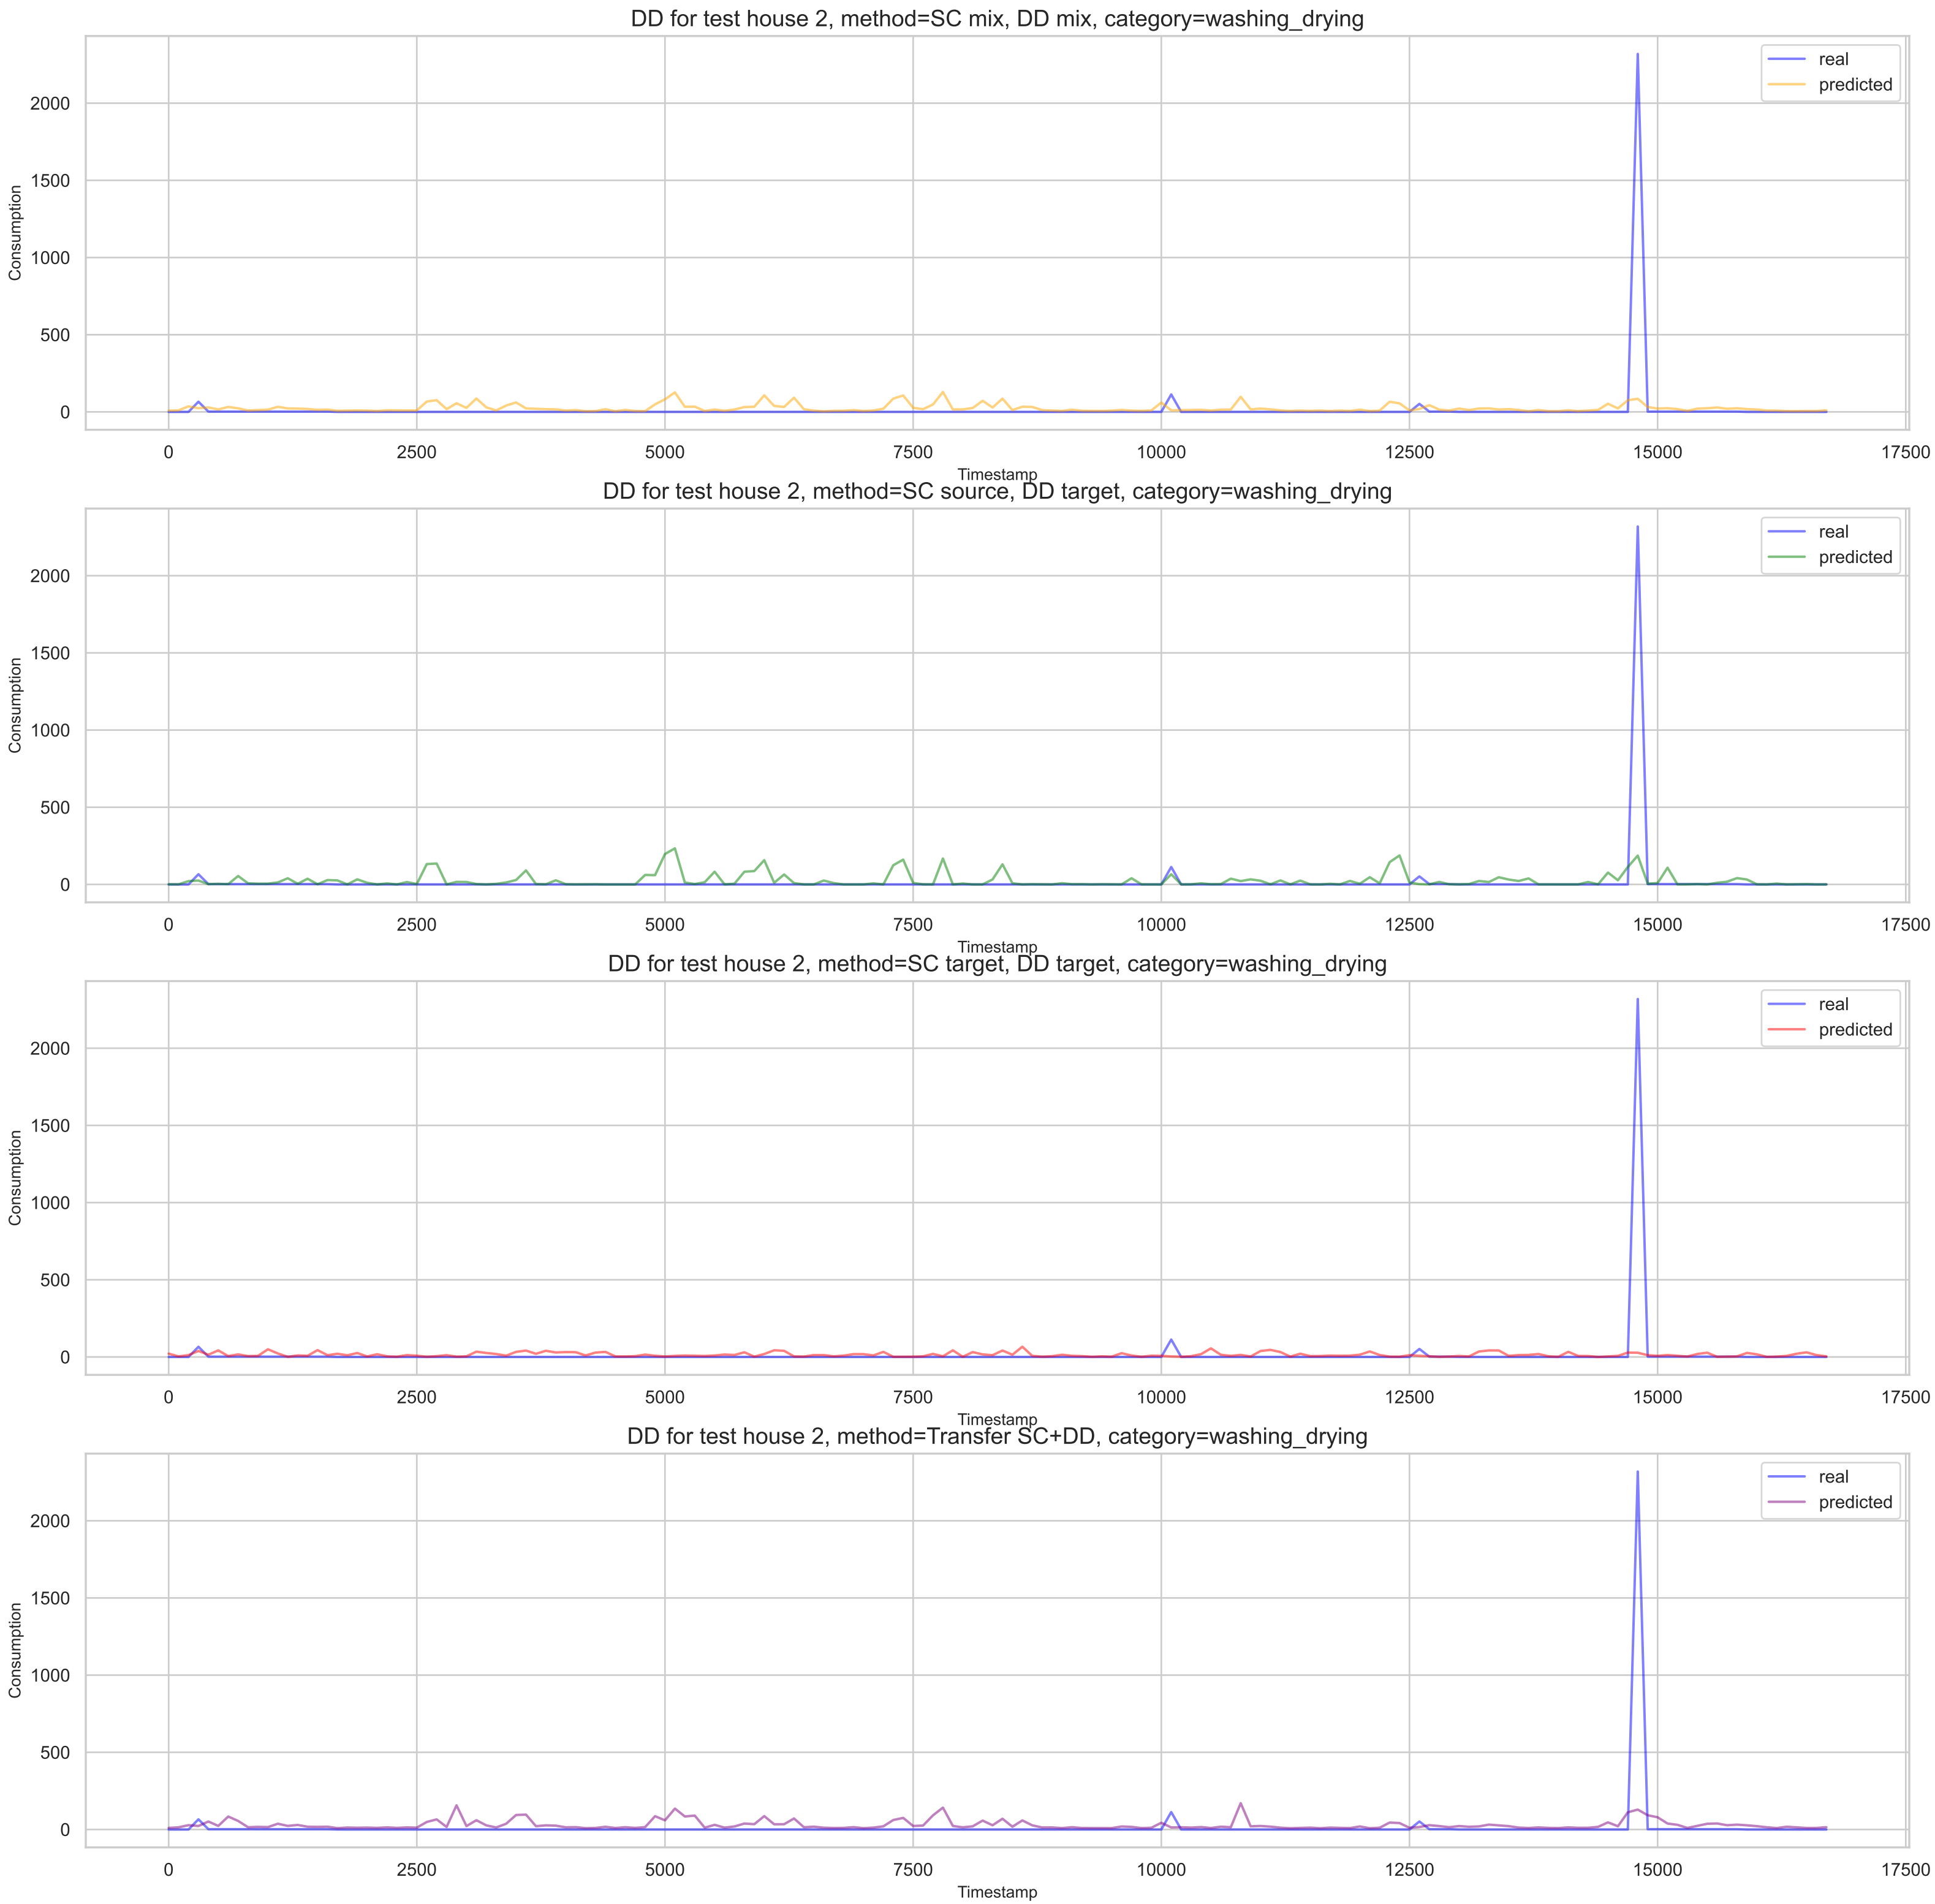 DD for test house 2, method=SC mix, DD mix, category=washing_drying
real
predicted
Consumption
2000
1500
1000
500
0
0 2500 5000 7500 10000 12500 15000 17500
Timestamp
DD for test house 2, method=SC source, DD target, category=washing_drying
real
predicted
Consumption
2000
1500
1000
500
0
0 2500 5000 7500 10000 12500 15000 17500
Timestamp
DD for test house 2, method=SC target, DD target, category=washing_drying
real
predicted
Consumption
2000
1500
1000
500
0
0 2500 5000 7500 10000 12500 15000 17500
Timestamp
DD for test house 2, method=Transfer SC+DD, category=washing_drying
real
predicted
Consumption
2000
1500
1000
500
0
0 2500 5000 7500 10000 12500 15000 17500
Timestamp